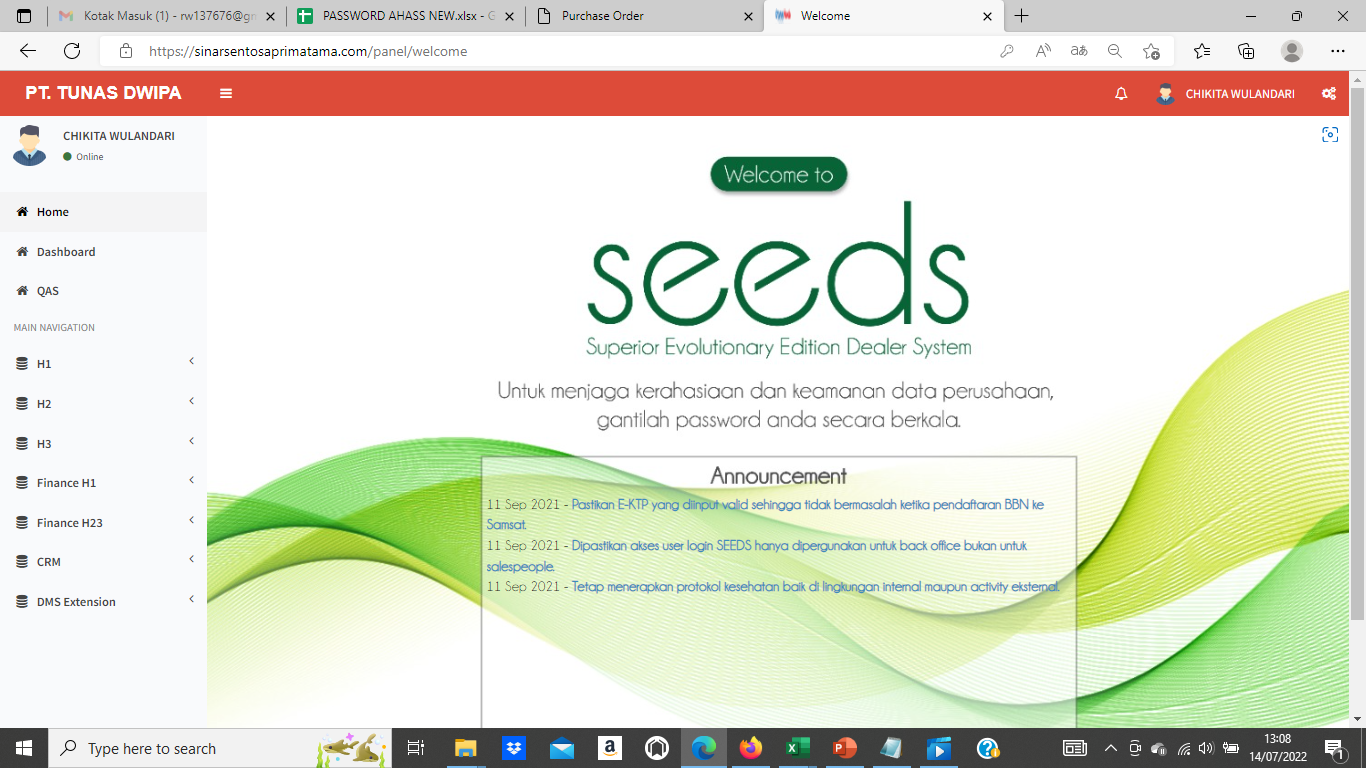 Kotak Masuk (1) - rw137676@gm
PASSWORD AHASS NEW.xlsx - G
Purchase Order
Welcome
https://sinarsentosaprimatama.com/panel/welcome
PT. TUNAS DWIPA
CHIKITA WULANDARI
CHIKITA WULANDARI
Online
Home
Dashboard
QAS
MAIN NAVIGATION
H1
H2
H3
Finance H1
Finance H23
CRM
DMS Extension
Welcome to
seeds
Superior Evolutionary Edition Dealer System
Untuk menjaga kerahasiaan dan keamanan data perusahaan,
gantilah password anda secara berkala.
Announcement
11 Sep 2021 - Pastikan E-KTP yang diinput valid sehingga tidak bermasalah ketika pendaftaran BBN ke
Samsat.
11 Sep 2021 - Dipastikan akses user login SEEDS hanya dipergunakan untuk back office bukan untuk
salespeople.
11 Sep 2021 - Tetap menerapkan protokol kesehatan baik di lingkungan internal maupun activity eksternal.
Type here to search
13:08
14/07/2022
1